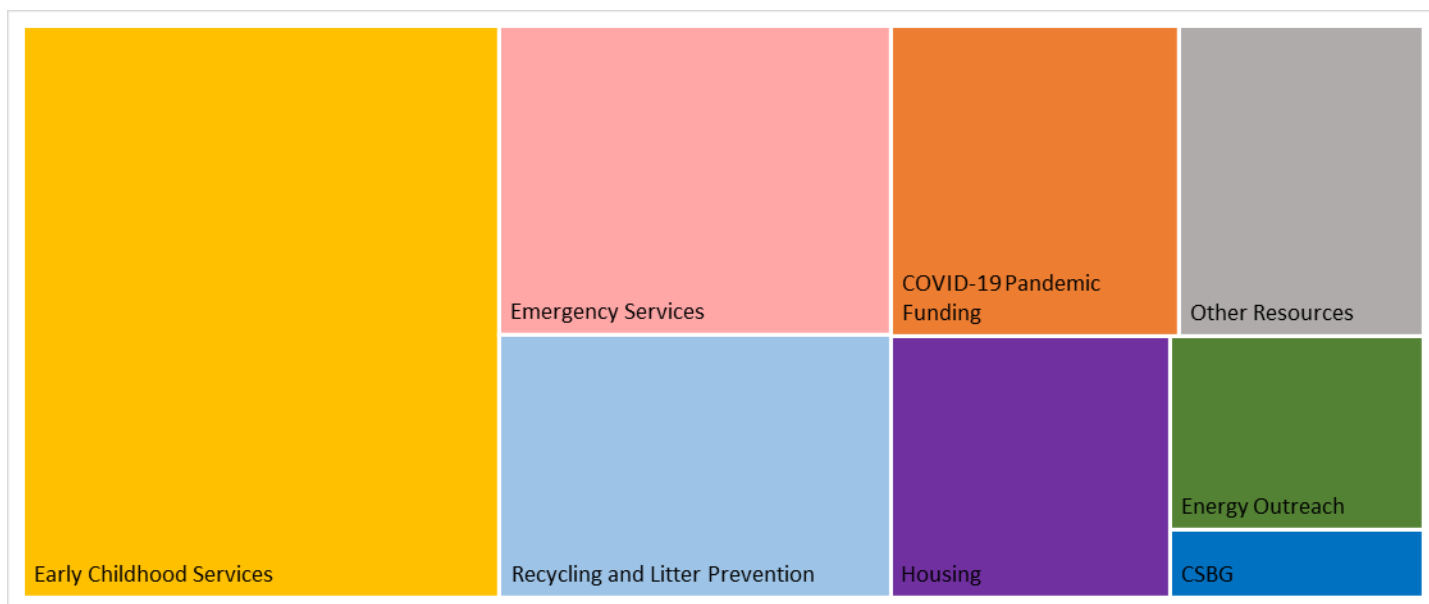 Early Childhood Services
Emergency Services
Recycling and Litter Prevention
COVID-19 Pandemic
Funding
Other Resources
Housing
Energy Outreach
CSBG